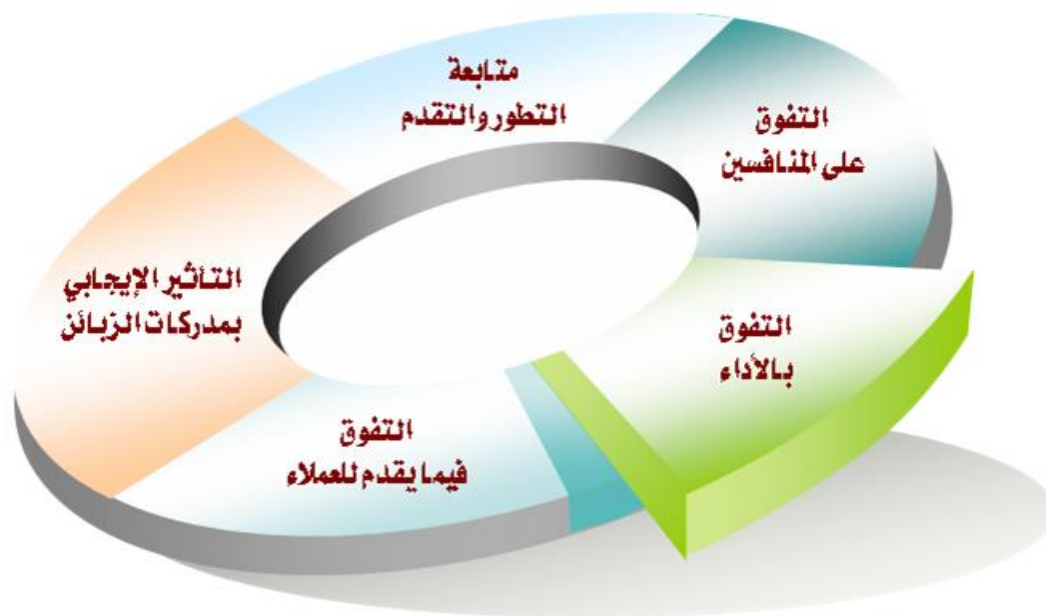 متابعة
التطور والتقدم
التفوق
على المنافسين
التأثير الإيجابي
بمدركات الزبائن
التفوق
بالأداء
التفوق
فيما يقدم للعملاء